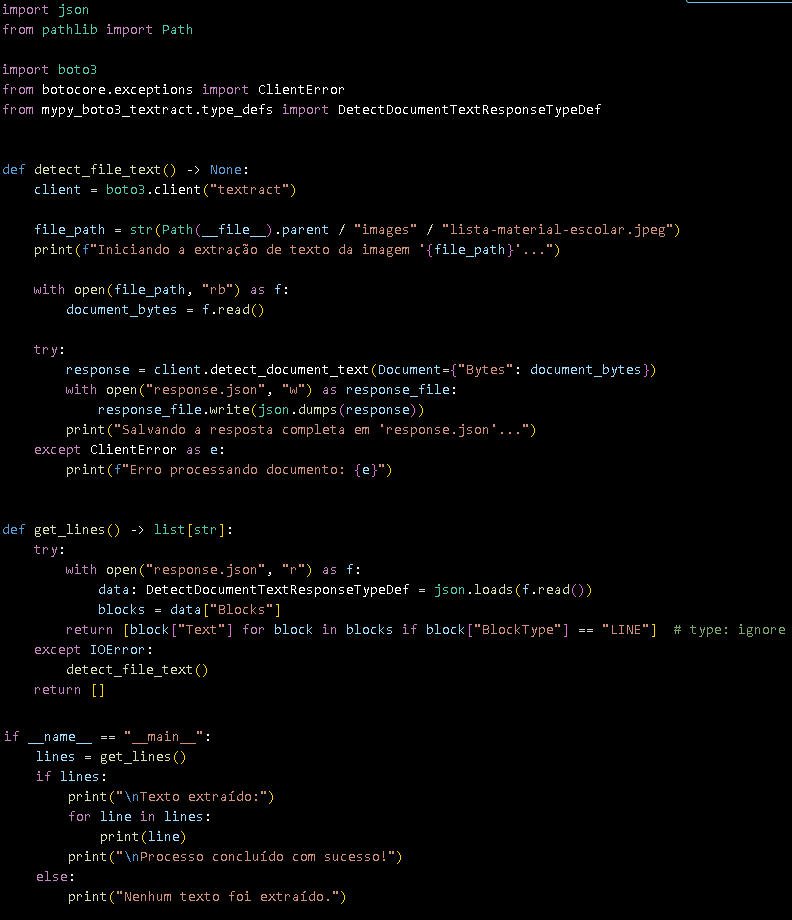 import json
from pathlib import Path
import boto3
from botocore.exceptions import ClientError
from mypy_boto3_textract.type_defs import DetectDocumentTextResponseTypeDef
def detect_file_text() -> None:
    client = boto3.client("textract")
    file_path = str(Path(__file__).parent / "images" / "lista-material-escolar.jpeg")
    print(f"Iniciando a extração de texto da imagem '{file_path}'...")
    with open(file_path, "rb") as f:
        document_bytes = f.read()
    try:
        response = client.detect_document_text(Document={"Bytes": document_bytes})
        with open("response.json", "w") as response_file:
            response_file.write(json.dumps(response))
        print("Salvando a resposta completa em 'response.json'...")
    except ClientError as e:
        print(f"Erro processando documento: {e}")
def get_lines() -> list[str]:
    try:
        with open("response.json", "r") as f:
            data: DetectDocumentTextResponseTypeDef = json.loads(f.read())
            blocks = data["Blocks"]
        return [block["Text"] for block in blocks if block["BlockType"] == "LINE"]  # type: ignore
    except IOError:
        detect_file_text()
    return []
if __name__ == "__main__":
    lines = get_lines()
    if lines:
        print("\nTexto extraído:")
        for line in lines:
            print(line)
        print("\nProcesso concluído com sucesso!")
    else:
        print("Nenhum texto foi extraído.")